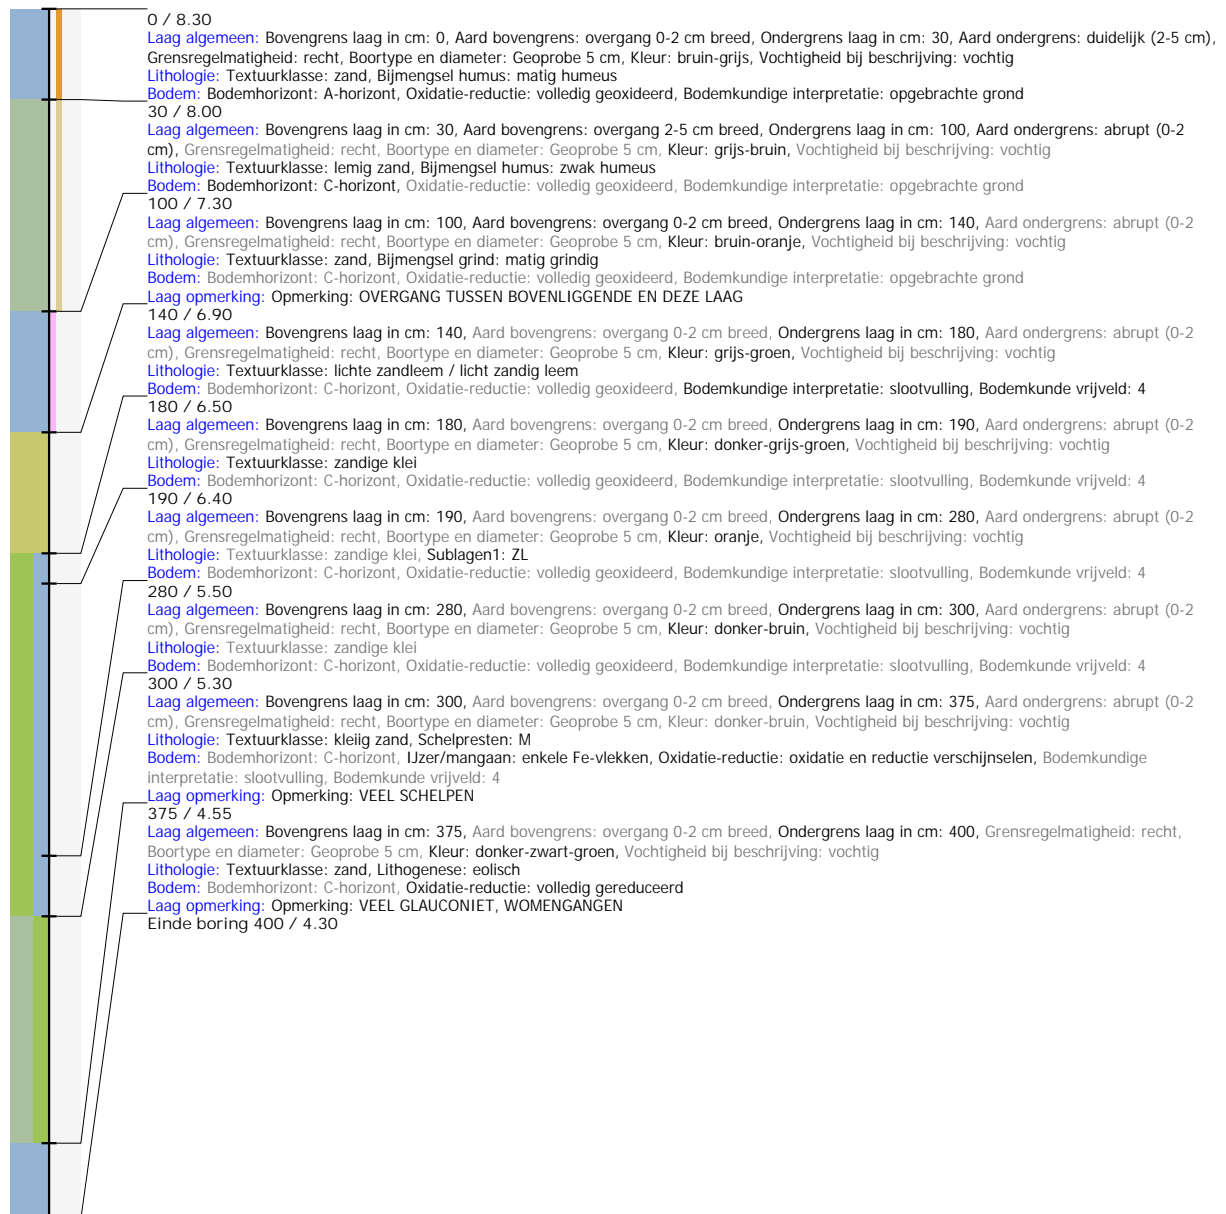 0 / 8.30
Laag algemeen: Bovengrens laag in cm: 0, Aard bovengrens: overgang 0-2 cm breed, Ondergrens laag in cm: 30, Aard ondergrens: duidelijk (2-5 cm),
Grensregelmatigheid: recht, Boortype en diameter: Geoprobe 5 cm, Kleur: bruin-grijs, Vochtigheid bij beschrijving: vochtig
Lithologie: Textuurklasse: zand, Bijmengsel humus: matig humeus
Bodem: Bodemhorizont: A-horizont, Oxidatie-reductie: volledig geoxideerd, Bodemkundige interpretatie: opgebrachte grond
30 / 8.00
Laag algemeen: Bovengrens laag in cm: 30, Aard bovengrens: overgang 2-5 cm breed, Ondergrens laag in cm: 100, Aard ondergrens: abrupt (0-2
cm), Grensregelmatigheid: recht, Boortype en diameter: Geoprobe 5 cm, Kleur: grijs-bruin, Vochtigheid bij beschrijving: vochtig
Lithologie: Textuurklasse: lemig zand, Bijmengsel humus: zwak humeus
Bodem: Bodemhorizont: C-horizont, Oxidatie-reductie: volledig geoxideerd, Bodemkundige interpretatie: opgebrachte grond
100 / 7.30
Laag algemeen: Bovengrens laag in cm: 100, Aard bovengrens: overgang 0-2 cm breed, Ondergrens laag in cm: 140, Aard ondergrens: abrupt (0-2
cm), Grensregelmatigheid: recht, Boortype en diameter: Geoprobe 5 cm, Kleur: bruin-oranje, Vochtigheid bij beschrijving: vochtig
Lithologie: Textuurklasse: zand, Bijmengsel grind: matig grindig
Bodem: Bodemhorizont: C-horizont, Oxidatie-reductie: volledig geoxideerd, Bodemkundige interpretatie: opgebrachte grond
Laag opmerking: Opmerking: OVERGANG TUSSEN BOVENLIGGENDE EN DEZE LAAG
140 / 6.90
Laag algemeen: Bovengrens laag in cm: 140, Aard bovengrens: overgang 0-2 cm breed, Ondergrens laag in cm: 180, Aard ondergrens: abrupt (0-2
cm), Grensregelmatigheid: recht, Boortype en diameter: Geoprobe 5 cm, Kleur: grijs-groen, Vochtigheid bij beschrijving: vochtig
Lithologie: Textuurklasse: lichte zandleem / licht zandig leem
Bodem: Bodemhorizont: C-horizont, Oxidatie-reductie: volledig geoxideerd, Bodemkundige interpretatie: slootvulling, Bodemkunde vrijveld: 4
180 / 6.50
Laag algemeen: Bovengrens laag in cm: 180, Aard bovengrens: overgang 0-2 cm breed, Ondergrens laag in cm: 190, Aard ondergrens: abrupt (0-2
cm), Grensregelmatigheid: recht, Boortype en diameter: Geoprobe 5 cm, Kleur: donker-grijs-groen, Vochtigheid bij beschrijving: vochtig
Lithologie: Textuurklasse: zandige klei
Bodem: Bodemhorizont: C-horizont, Oxidatie-reductie: volledig geoxideerd, Bodemkundige interpretatie: slootvulling, Bodemkunde vrijveld: 4
190 / 6.40
Laag algemeen: Bovengrens laag in cm: 190, Aard bovengrens: overgang 0-2 cm breed, Ondergrens laag in cm: 280, Aard ondergrens: abrupt (0-2
cm), Grensregelmatigheid: recht, Boortype en diameter: Geoprobe 5 cm, Kleur: oranje, Vochtigheid bij beschrijving: vochtig
Lithologie: Textuurklasse: zandige klei, Sublagen1: ZL
Bodem: Bodemhorizont: C-horizont, Oxidatie-reductie: volledig geoxideerd, Bodemkundige interpretatie: slootvulling, Bodemkunde vrijveld: 4
280 / 5.50
Laag algemeen: Bovengrens laag in cm: 280, Aard bovengrens: overgang 0-2 cm breed, Ondergrens laag in cm: 300, Aard ondergrens: abrupt (0-2
cm), Grensregelmatigheid: recht, Boortype en diameter: Geoprobe 5 cm, Kleur: donker-bruin, Vochtigheid bij beschrijving: vochtig
Lithologie: Textuurklasse: zandige klei
Bodem: Bodemhorizont: C-horizont, Oxidatie-reductie: volledig geoxideerd, Bodemkundige interpretatie: slootvulling, Bodemkunde vrijveld: 4
300 / 5.30
Laag algemeen: Bovengrens laag in cm: 300, Aard bovengrens: overgang 0-2 cm breed, Ondergrens laag in cm: 375, Aard ondergrens: abrupt (0-2
cm), Grensregelmatigheid: recht, Boortype en diameter: Geoprobe 5 cm, Kleur: donker-bruin, Vochtigheid bij beschrijving: vochtig
Lithologie: Textuurklasse: kleiig zand, Schelpresten: M
Bodem: Bodemhorizont: C-horizont, IJzer/mangaan: enkele Fe-vlekken, Oxidatie-reductie: oxidatie en reductie verschijnselen, Bodemkundige
interpretatie: slootvulling, Bodemkunde vrijveld: 4
Laag opmerking: Opmerking: VEEL SCHELPEN
375 / 4.55
Laag algemeen: Bovengrens laag in cm: 375, Aard bovengrens: overgang 0-2 cm breed, Ondergrens laag in cm: 400, Grensregelmatigheid: recht,
Boortype en diameter: Geoprobe 5 cm, Kleur: donker-zwart-groen, Vochtigheid bij beschrijving: vochtig
Lithologie: Textuurklasse: zand, Lithogenese: eolisch
Bodem: Bodemhorizont: C-horizont, Oxidatie-reductie: volledig gereduceerd
Laag opmerking: Opmerking: VEEL GLAUCONIET, WOMENGANGEN
Einde boring 400 / 4.30